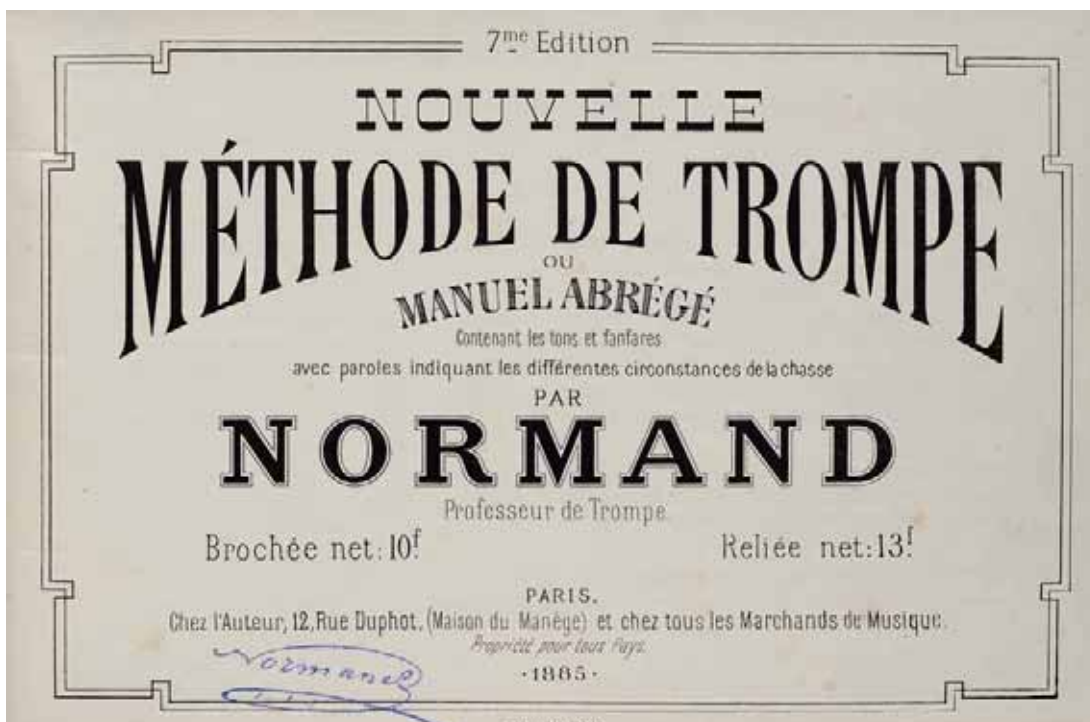 7me Edition
NOUVELLE
MÉTHODE DE TROMPE
OU
MANUEL ABRÉGÉ
Contenant les tons et fanfares
avec paroles indiquant les différentes circonstances de la chasse
PAR
NORMAND
Professeur de Trompe.
Brochée net: 10f. Reliée net: 13f.
PARIS.
Chez l'Auteur, 12, Rue Duphot, (Maison du Manège) et chez tous les Marchands de Musique.
Propriété pour tous Pays.
·1885·
Normand